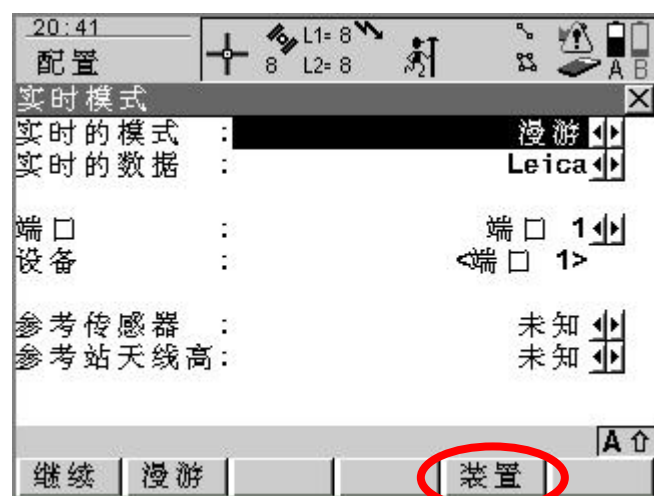 20:41
配置
8 L1= 8
L2= 8
A B
实时模式
实时的模式 : 漫游
实时的数据 : Leica
端口 : 端口 1
设备 : <端口 1>
参考传感器 : 未知
参考站天线高: 未知
A
继续 漫游 装置